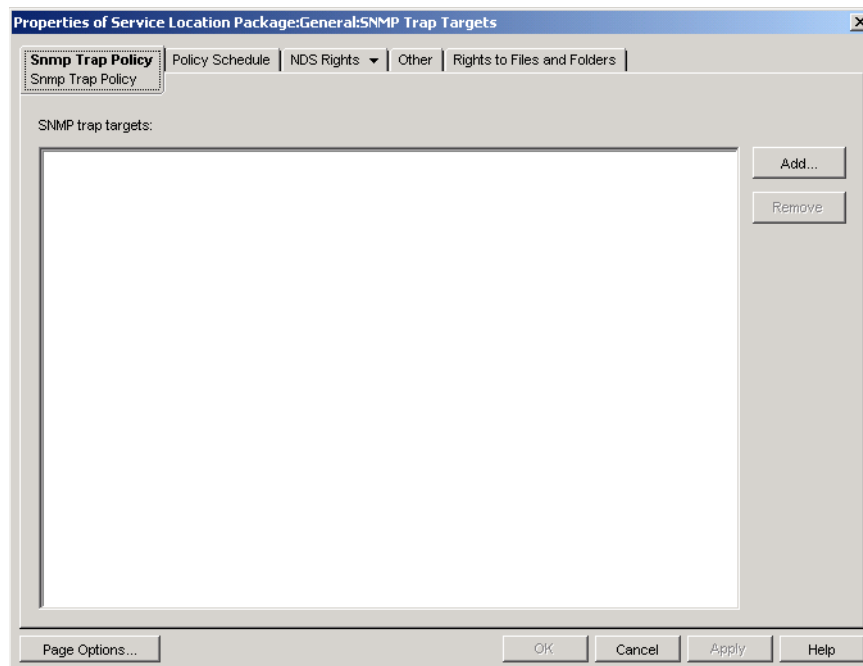 Properties of Service Location Package:General:SNMP Trap Targets
Snmp Trap Policy Policy Schedule NDS Rights Other Rights to Files and Folders
Snmp Trap Policy
SNMP trap targets:
Add...
Remove
Page Options... OK Cancel Apply Help